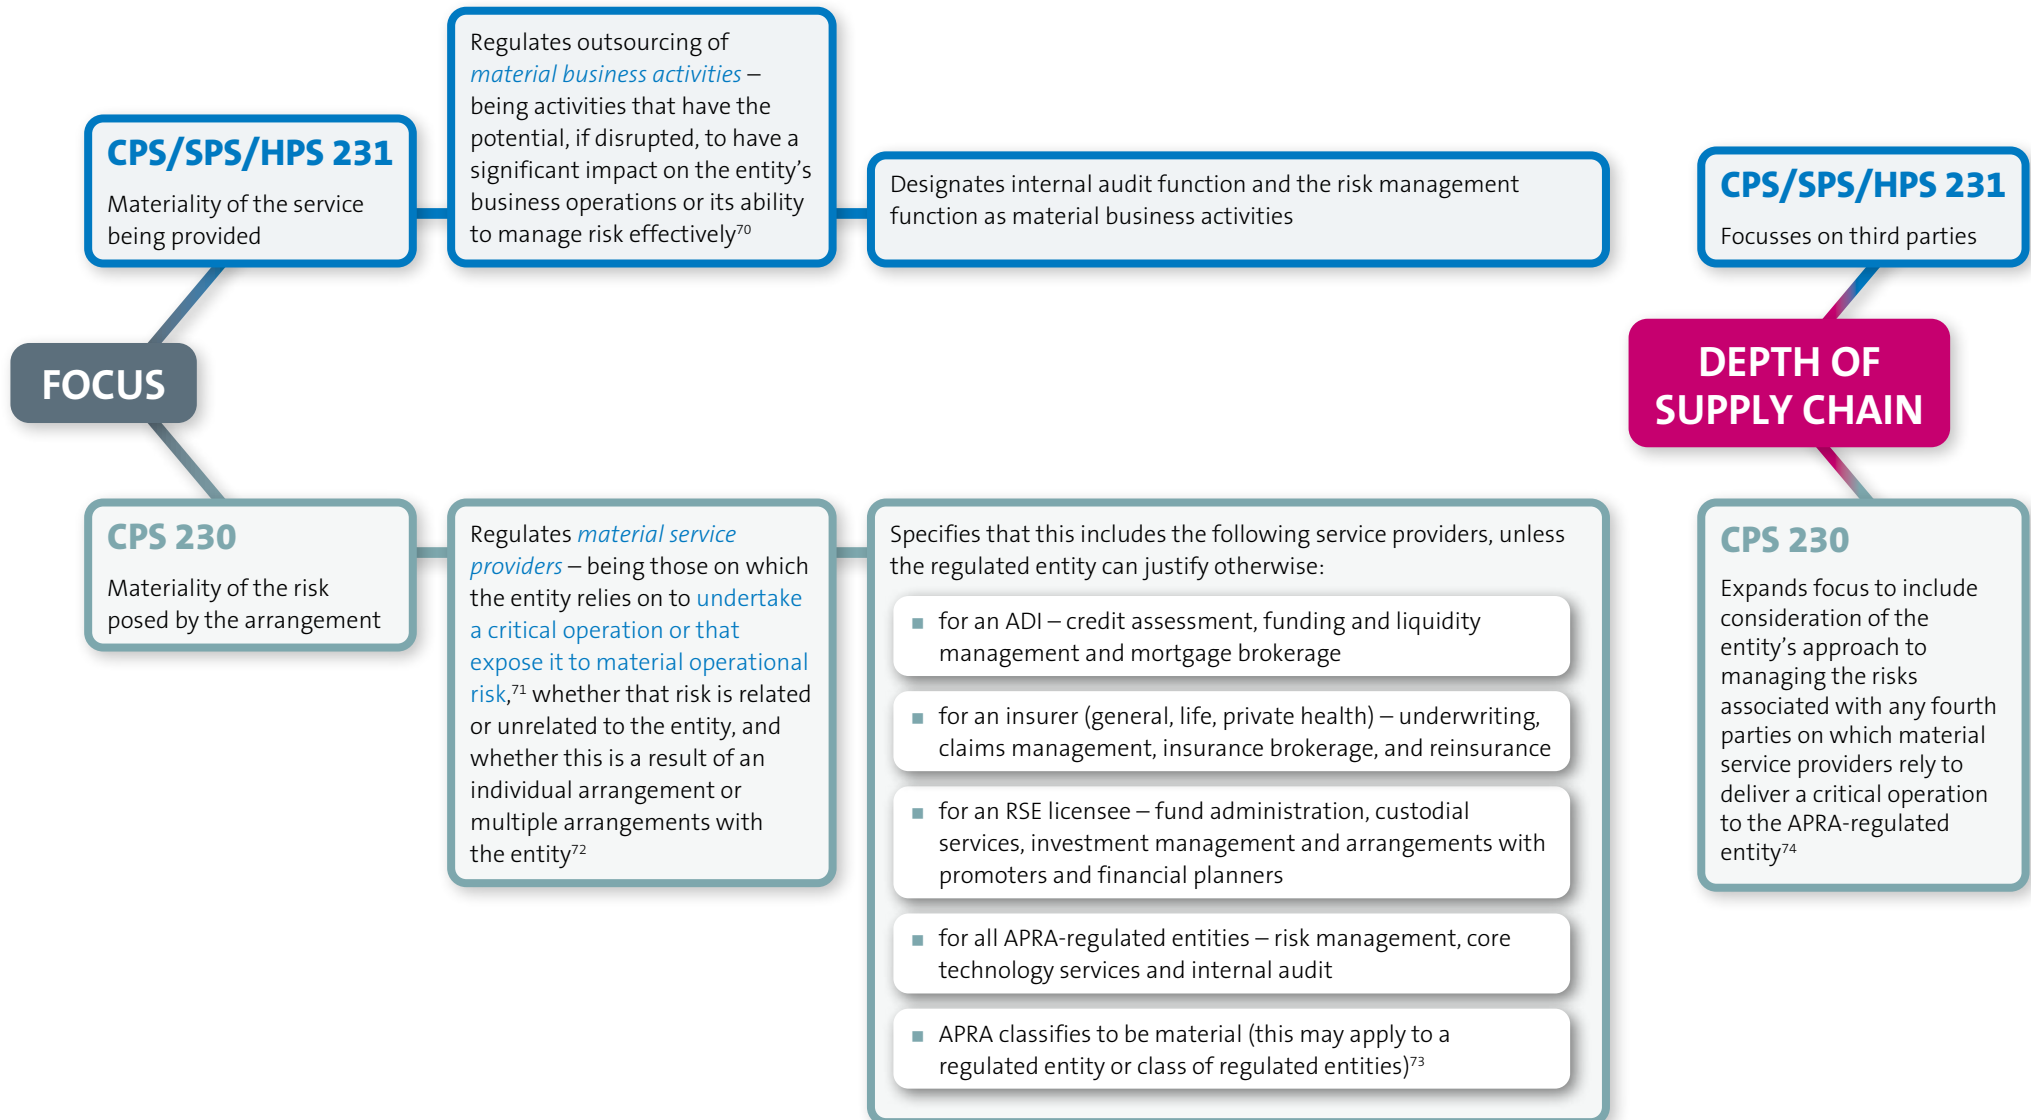 FOCUS
CPS/SPS/HPS 231
Materiality of the service
being provided
Regulates outsourcing of
material business activities –
being activities that have the
potential, if disrupted, to have a
significant impact on the entity’s
business operations or its ability
to manage risk effectively⁷⁰
Designates internal audit function and the risk management
function as material business activities
CPS 230
Materiality of the risk
posed by the arrangement
Regulates material service
providers – being those on which
the entity relies on to undertake
a critical operation or that
expose it to material operational
risk,⁷¹ whether that risk is related
or unrelated to the entity, and
whether this is a result of an
individual arrangement or
multiple arrangements with
the entity⁷²
Specifies that this includes the following service providers, unless
the regulated entity can justify otherwise:
■ for an ADI – credit assessment, funding and liquidity
management and mortgage brokerage
■ for an insurer (general, life, private health) – underwriting,
claims management, insurance brokerage, and reinsurance
■ for an RSE licensee – fund administration, custodial
services, investment management and arrangements with
promoters and financial planners
■ for all APRA-regulated entities – risk management, core
technology services and internal audit
■ APRA classifies to be material (this may apply to a
regulated entity or class of regulated entities)⁷³
DEPTH OF
SUPPLY CHAIN
CPS/SPS/HPS 231
Focusses on third parties
CPS 230
Expands focus to include
consideration of the
entity’s approach to
managing the risks
associated with any fourth
parties on which material
service providers rely to
deliver a critical operation
to the APRA-regulated
entity⁷⁴